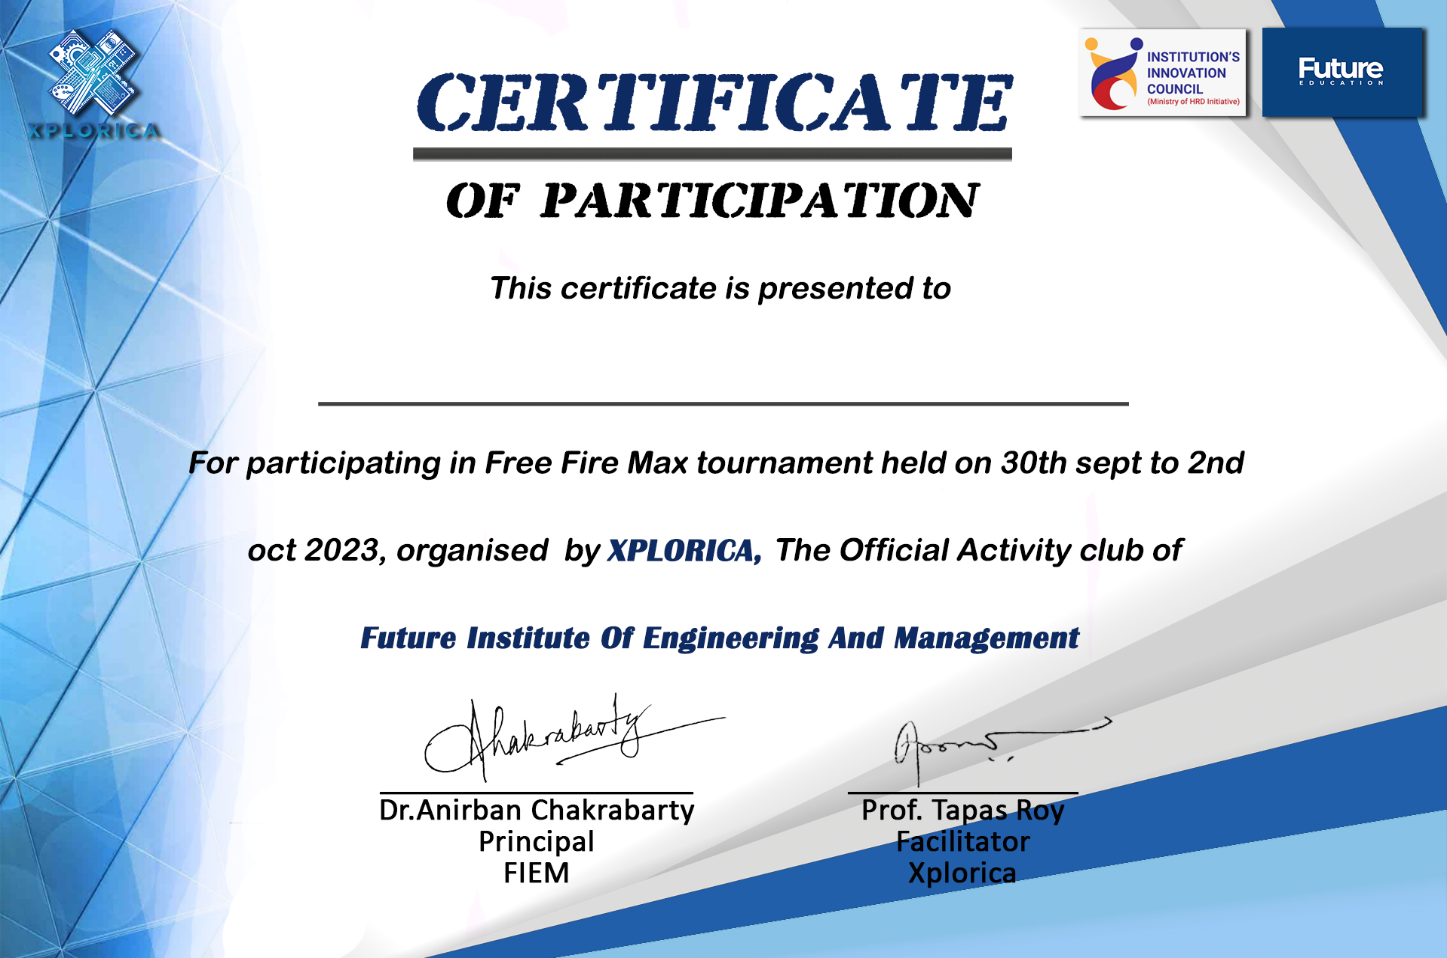 XPLORICA
INSTITUTION'S
INNOVATION
COUNCIL
(Ministry of HRD Initiative)
Future
EDUCATION
CERTIFICATE
OF PARTICIPATION
This certificate is presented to
For participating in Free Fire Max tournament held on 30th sept to 2nd
oct 2023, organised by XPLORICA, The Official Activity club of
Future Institute Of Engineering And Management
AChakrabarty
Dr.Anirban Chakrabarty
Principal
FIEM
Prof. Tapas Roy
Facilitator
Xplorica